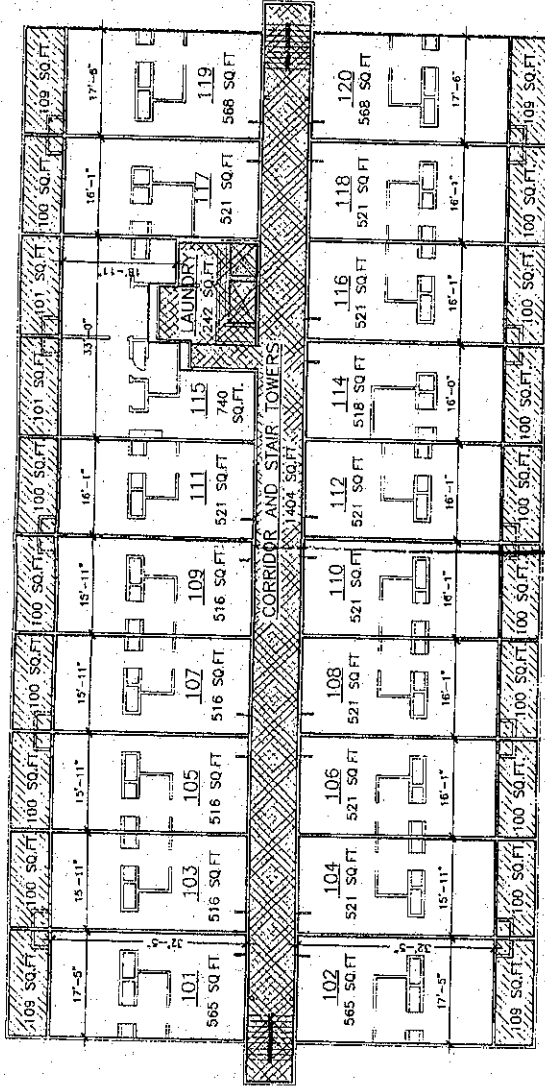 109 SQ.FT.
100 SQ.FT.
100 SQ.FT.
100 SQ.FT.
100 SQ.FT.
100 SQ.FT.
101 SQ.FT.
101 SQ.FT.
100 SQ.FT.
109 SQ.FT.
17'-5"
15'-11"
15'-11"
15'-11"
15'-11"
16'-1"
33'-0"
16'-1"
17'-6"
32'-5"
101
565 SQ.FT
103
516 SQ.FT
105
516 SQ.FT
107
516 SQ.FT
109
516 SQ.FT
111
521 SQ.FT
115
740
SQ.FT.
LAUNDRY
242 SQ.FT.
117
521 SQ.FT
119
568 SQ.FT
CORRIDOR AND STAIR TOWERS
1404 SQ.FT.
102
565 SQ.FT
104
521 SQ.FT
106
521 SQ.FT
108
521 SQ.FT
110
521 SQ.FT
112
521 SQ.FT
114
518 SQ.FT
116
521 SQ.FT
118
521 SQ.FT
120
568 SQ.FT
32'-5"
17'-5"
15'-11"
16'-1"
16'-1"
16'-1"
16'-1"
16'-0"
16'-1"
16'-1"
17'-6"
109 SQ.FT.
100 SQ.FT.
100 SQ.FT.
100 SQ.FT.
100 SQ.FT.
100 SQ.FT.
100 SQ.FT.
100 SQ.FT.
100 SQ.FT.
109 SQ.FT.